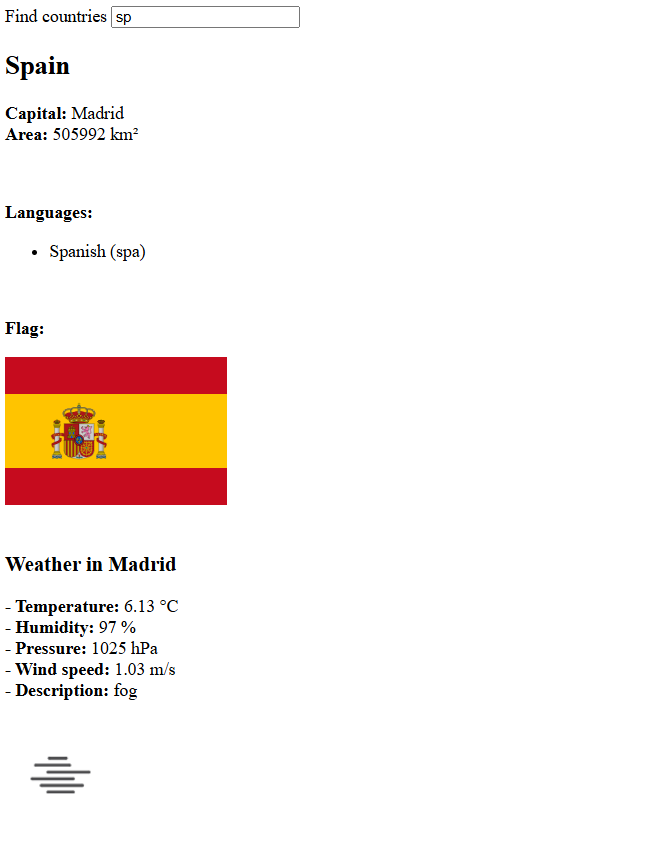 Find countries sp
Spain
Capital: Madrid
Area: 505992 km²
Languages:
• Spanish (spa)
Flag:
Weather in Madrid
- Temperature: 6.13 °C
- Humidity: 97 %
- Pressure: 1025 hPa
- Wind speed: 1.03 m/s
- Description: fog